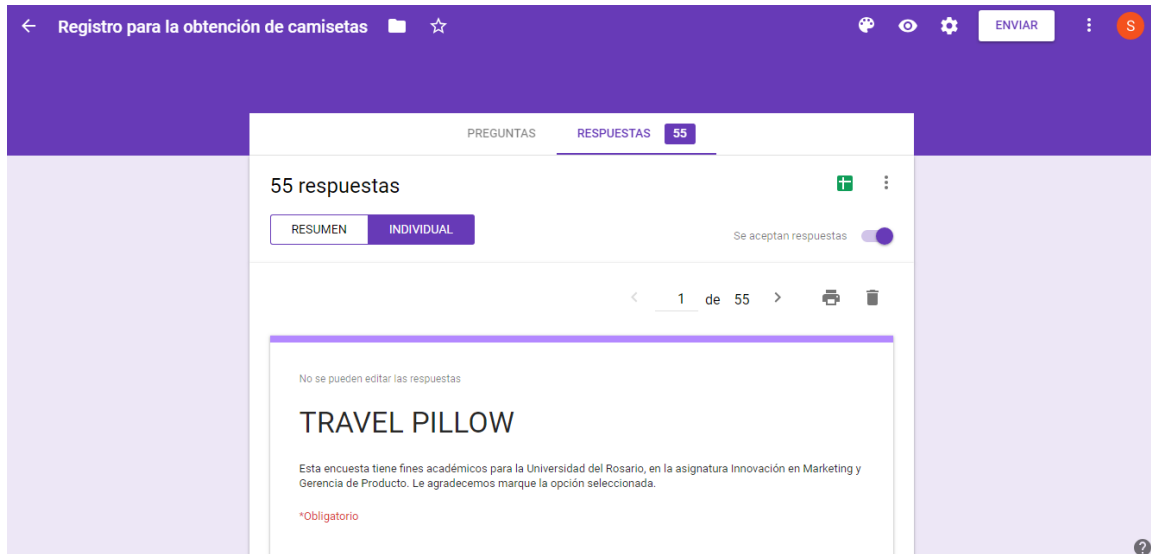 Registro para la obtención de camisetas
ENVIAR
S
PREGUNTAS
RESPUESTAS 55
55 respuestas
RESUMEN
INDIVIDUAL
Se aceptan respuestas
1 de 55
No se pueden editar las respuestas
TRAVEL PILLOW
Esta encuesta tiene fines académicos para la Universidad del Rosario, en la asignatura Innovación en Marketing y
Gerencia de Producto. Le agradecemos marque la opción seleccionada.
*Obligatorio